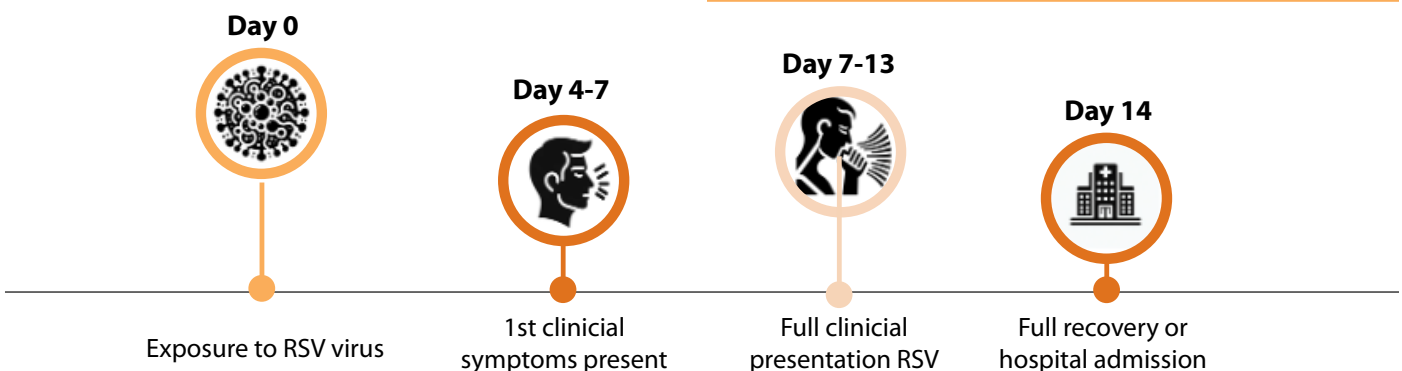 Day 0
Exposure to RSV virus
Day 4-7
1st clinicial
symptoms present
Day 7-13
Full clinicial
presentation RSV
Day 14
Full recovery or
hospital admission